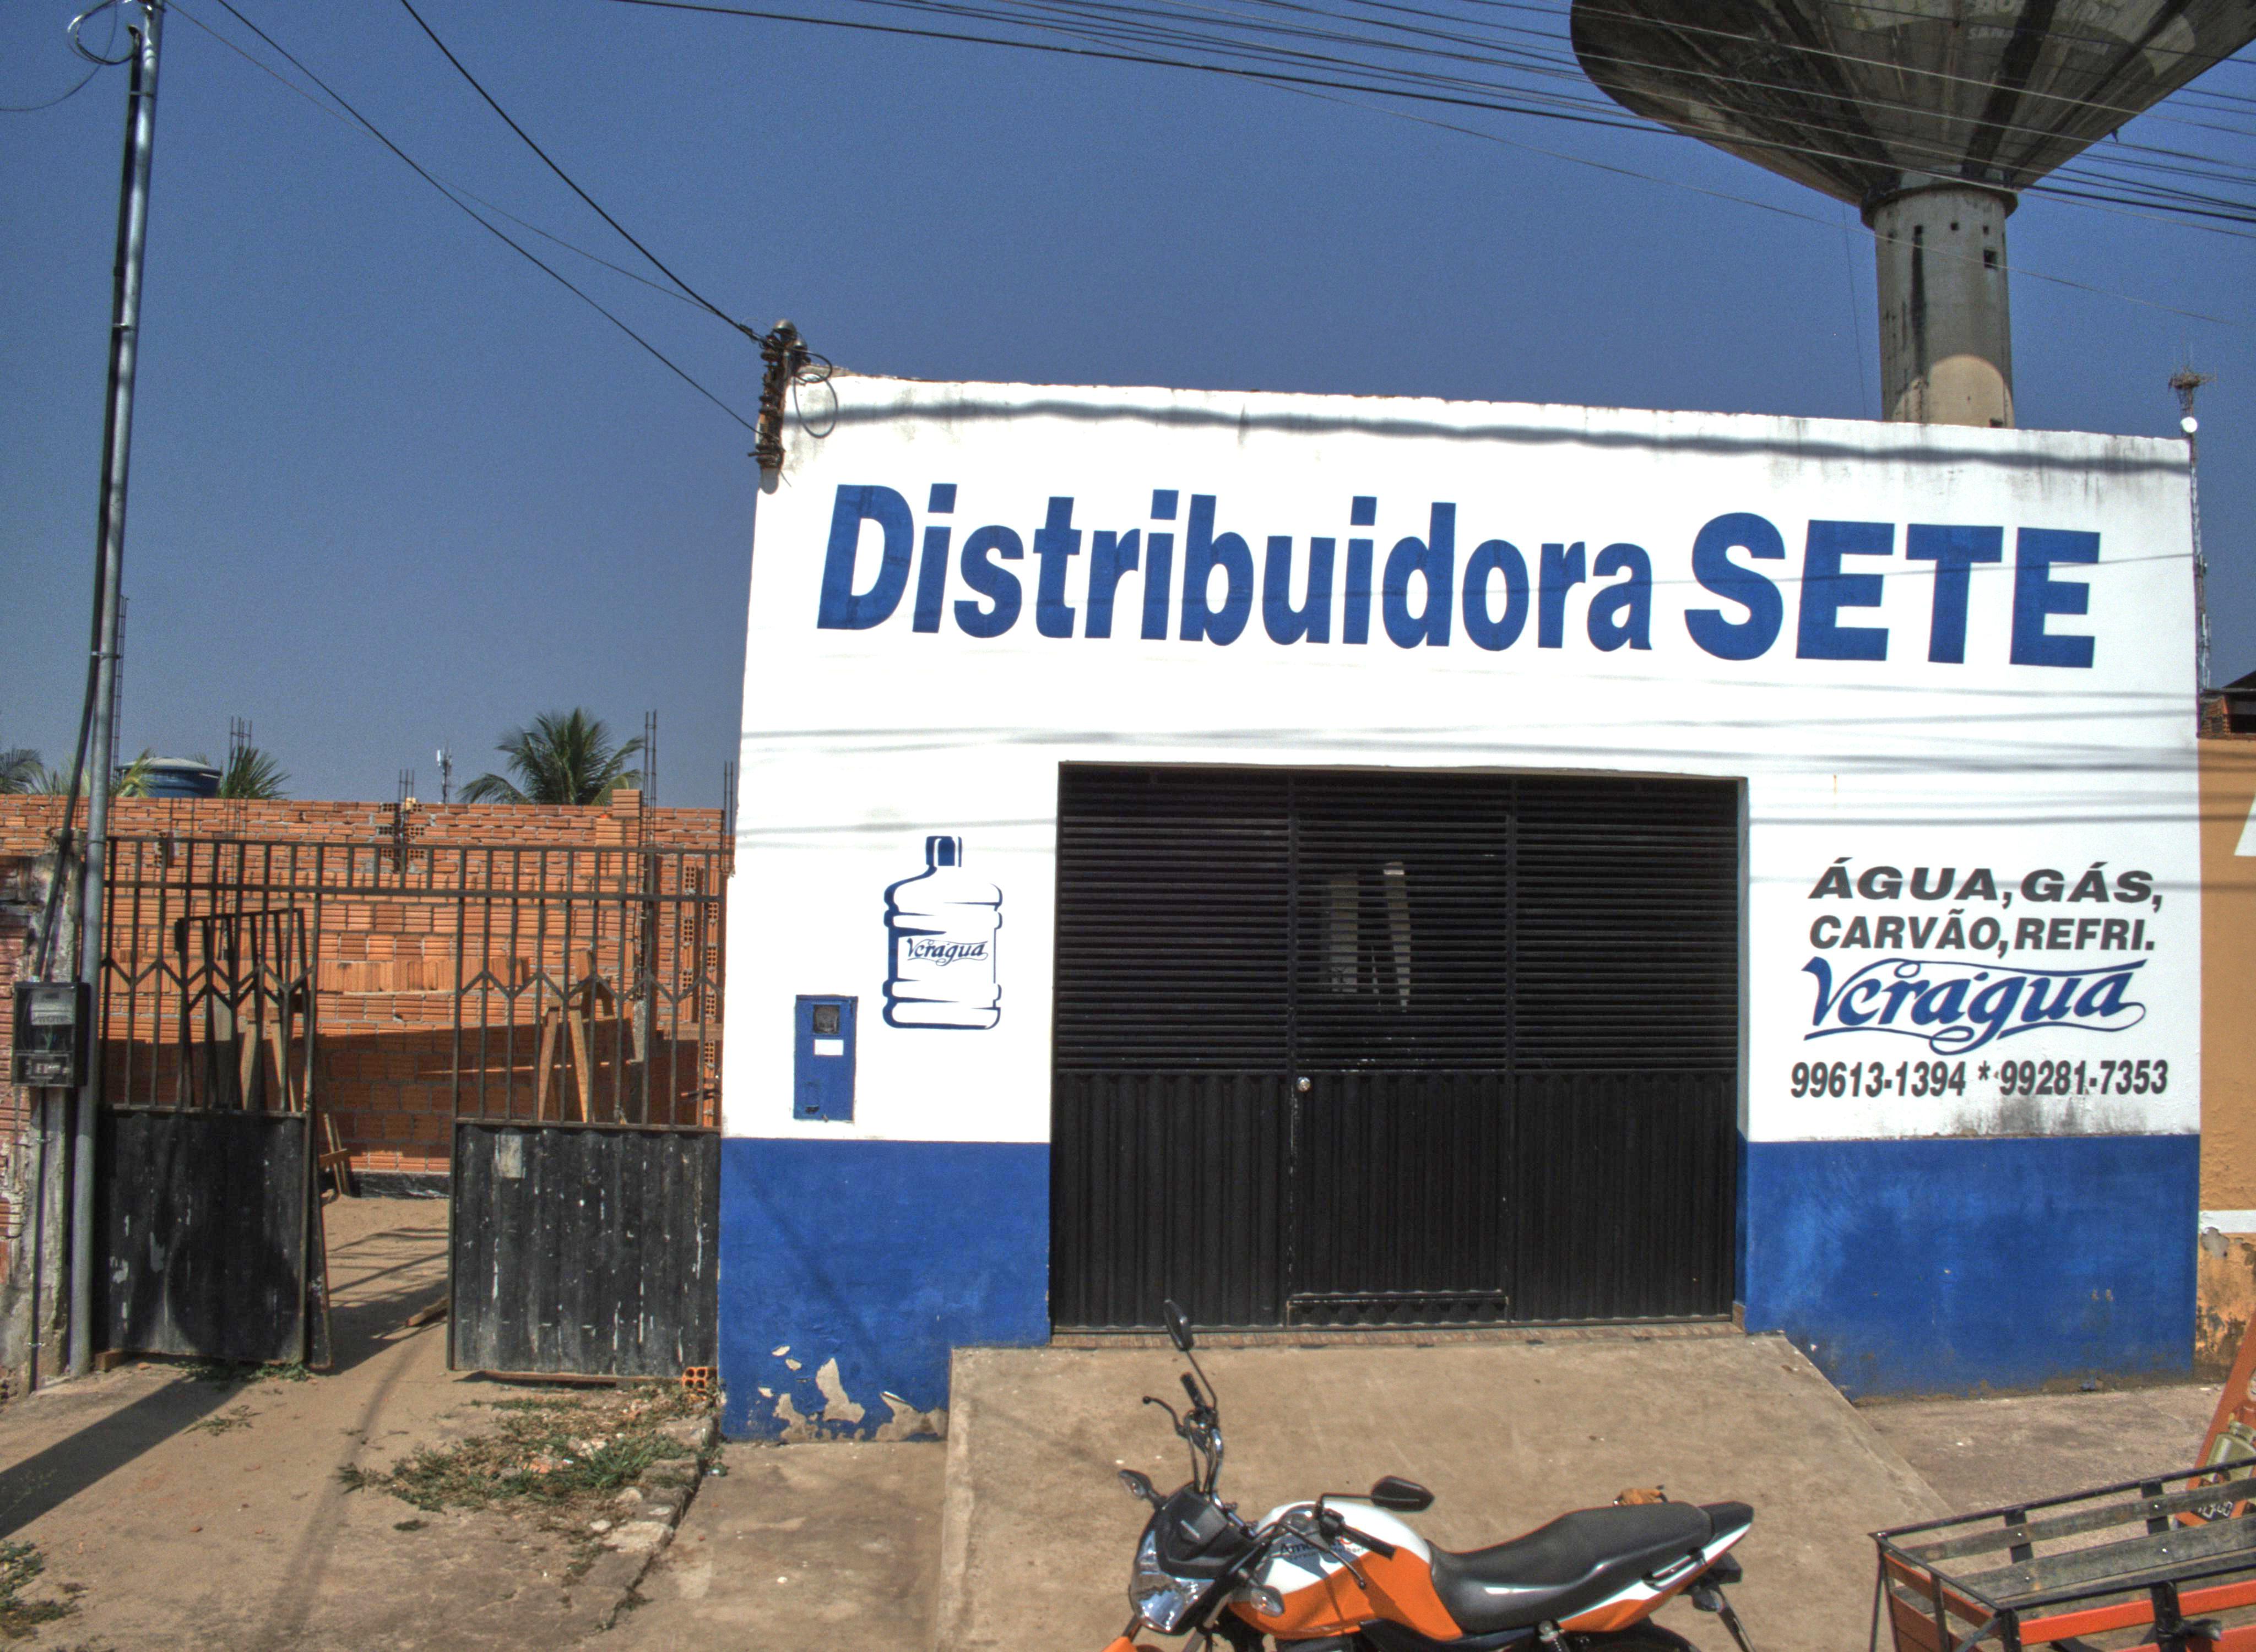 Distribuidora SETE
Veragua
ÁGUA, GÁS,
CARVÃO, REFRI.
Veragua
99613-1394 * 99281-7353